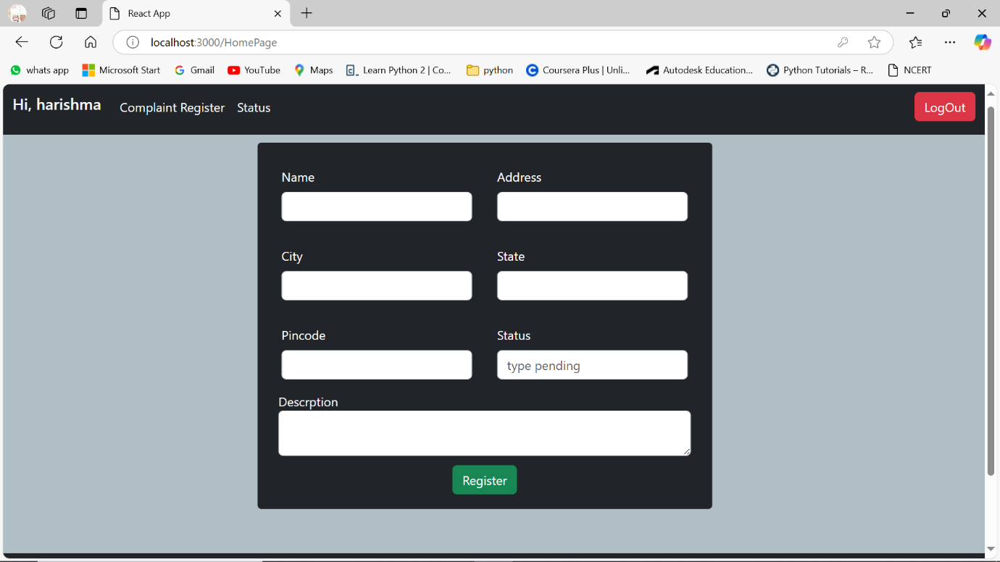 React App
localhost:3000/HomePage
whats app Microsoft Start Gmail YouTube Maps Learn Python 2 | Co... python Coursera Plus | Unli... Autodesk Education... Python Tutorials – R... NCERT
Hi, harishma Complaint Register Status LogOut
Name Address
City State
Pincode Status
type pending
Descrption
Register